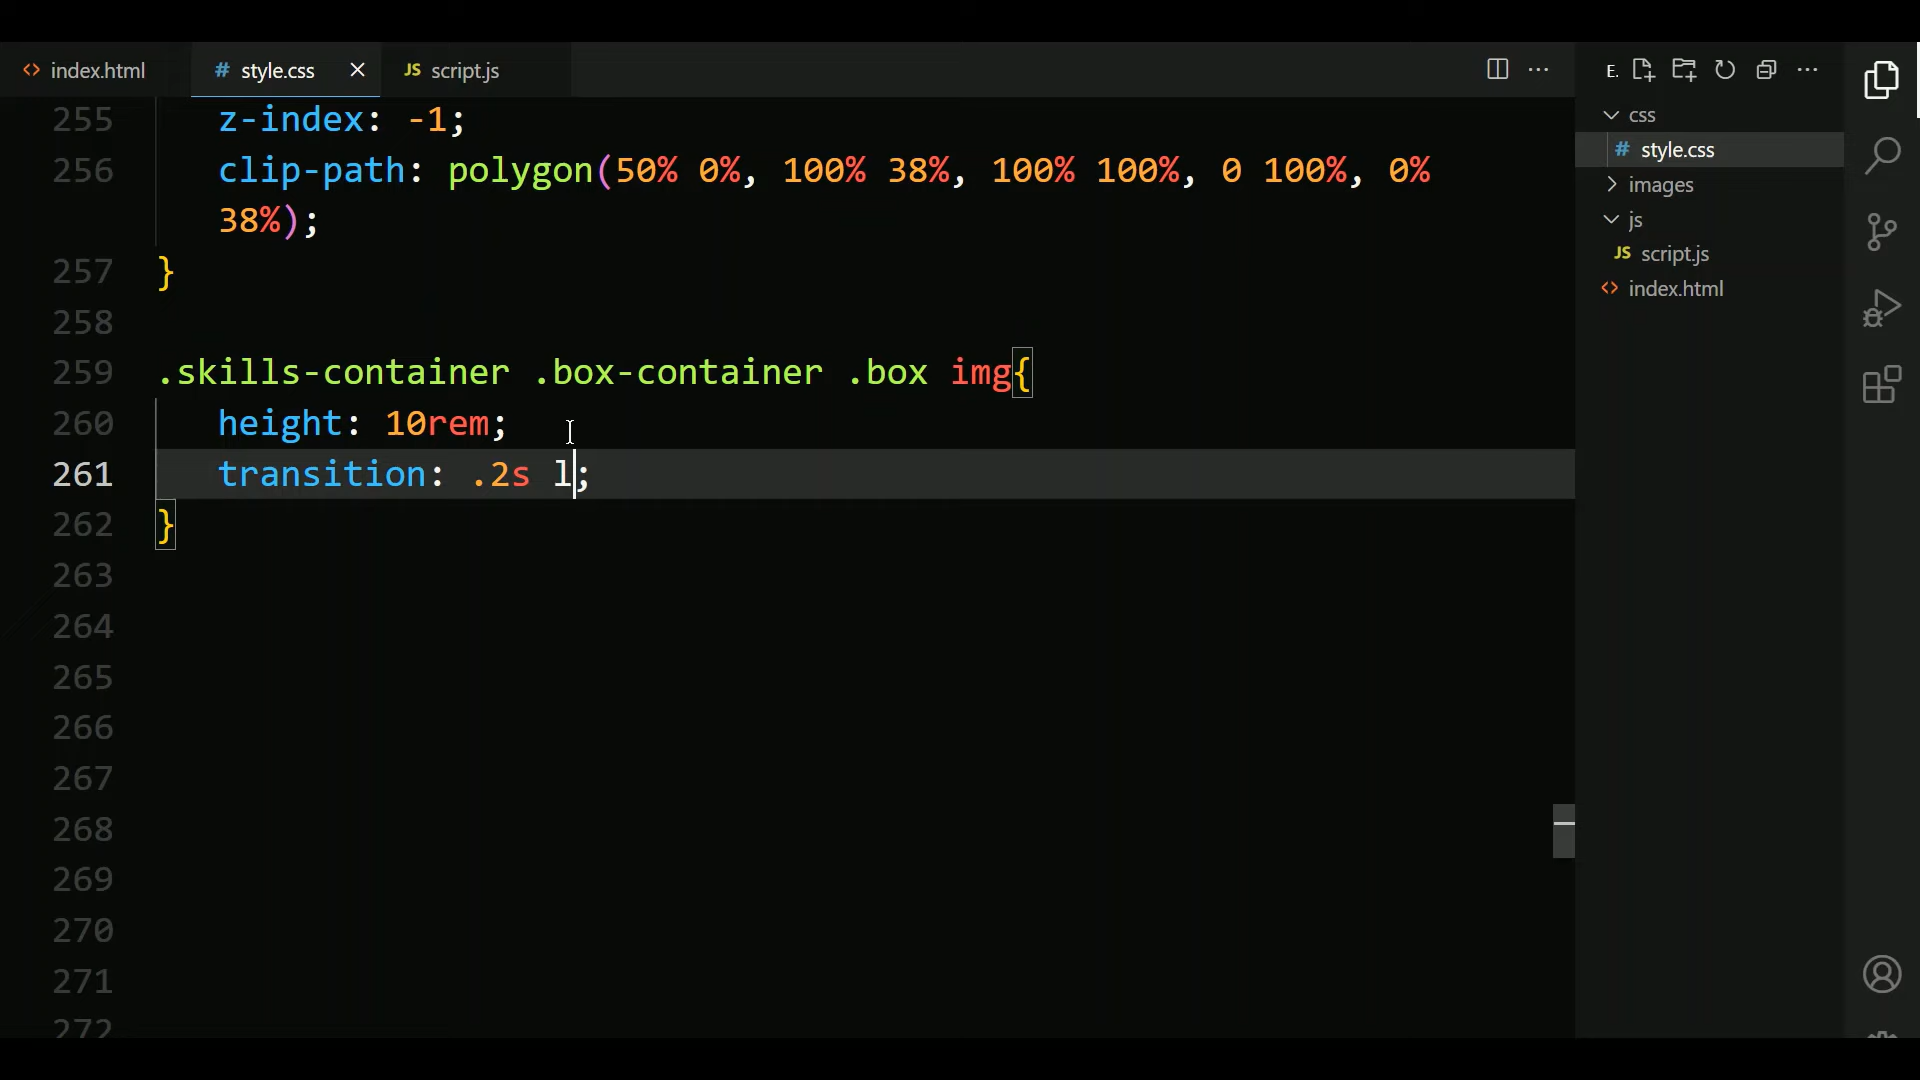 index.html
style.css
script.js
E.
255 z-index: -1;
256 clip-path: polygon(50% 0%, 100% 38%, 100% 100%, 0 100%, 0%
38%);
257 }
258
259 .skills-container .box-container .box img{
260 height: 10rem;
261 transition: .2s l;
262 }
263
264
265
266
267
268
269
270
271
272
css
style.css
images
js
JS script.js
index.html